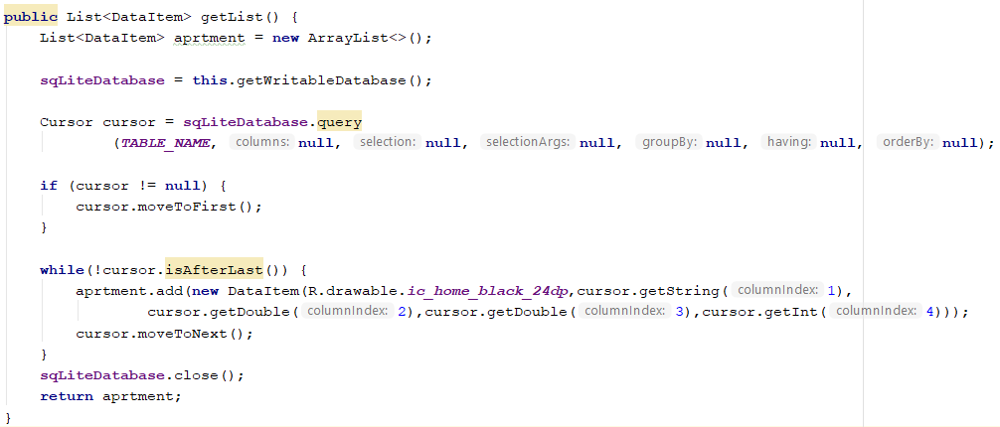 public List<DataItem> getList() {
List<DataItem> aprtment = new ArrayList<>();
sqLiteDatabase = this.getWritableDatabase();
Cursor cursor = sqLiteDatabase.query
(TABLE_NAME, columns: null, selection: null, selectionArgs: null, groupBy: null, having: null, orderBy: null);
if (cursor != null) {
cursor.moveToFirst();
}
while(!cursor.isAfterLast()) {
aprtment.add(new DataItem(R.drawable.ic_home_black_24dp,cursor.getString( columnIndex: 1),
cursor.getDouble( columnIndex: 2),cursor.getDouble( columnIndex: 3),cursor.getInt( columnIndex: 4)));
cursor.moveToNext();
}
sqLiteDatabase.close();
return aprtment;
}